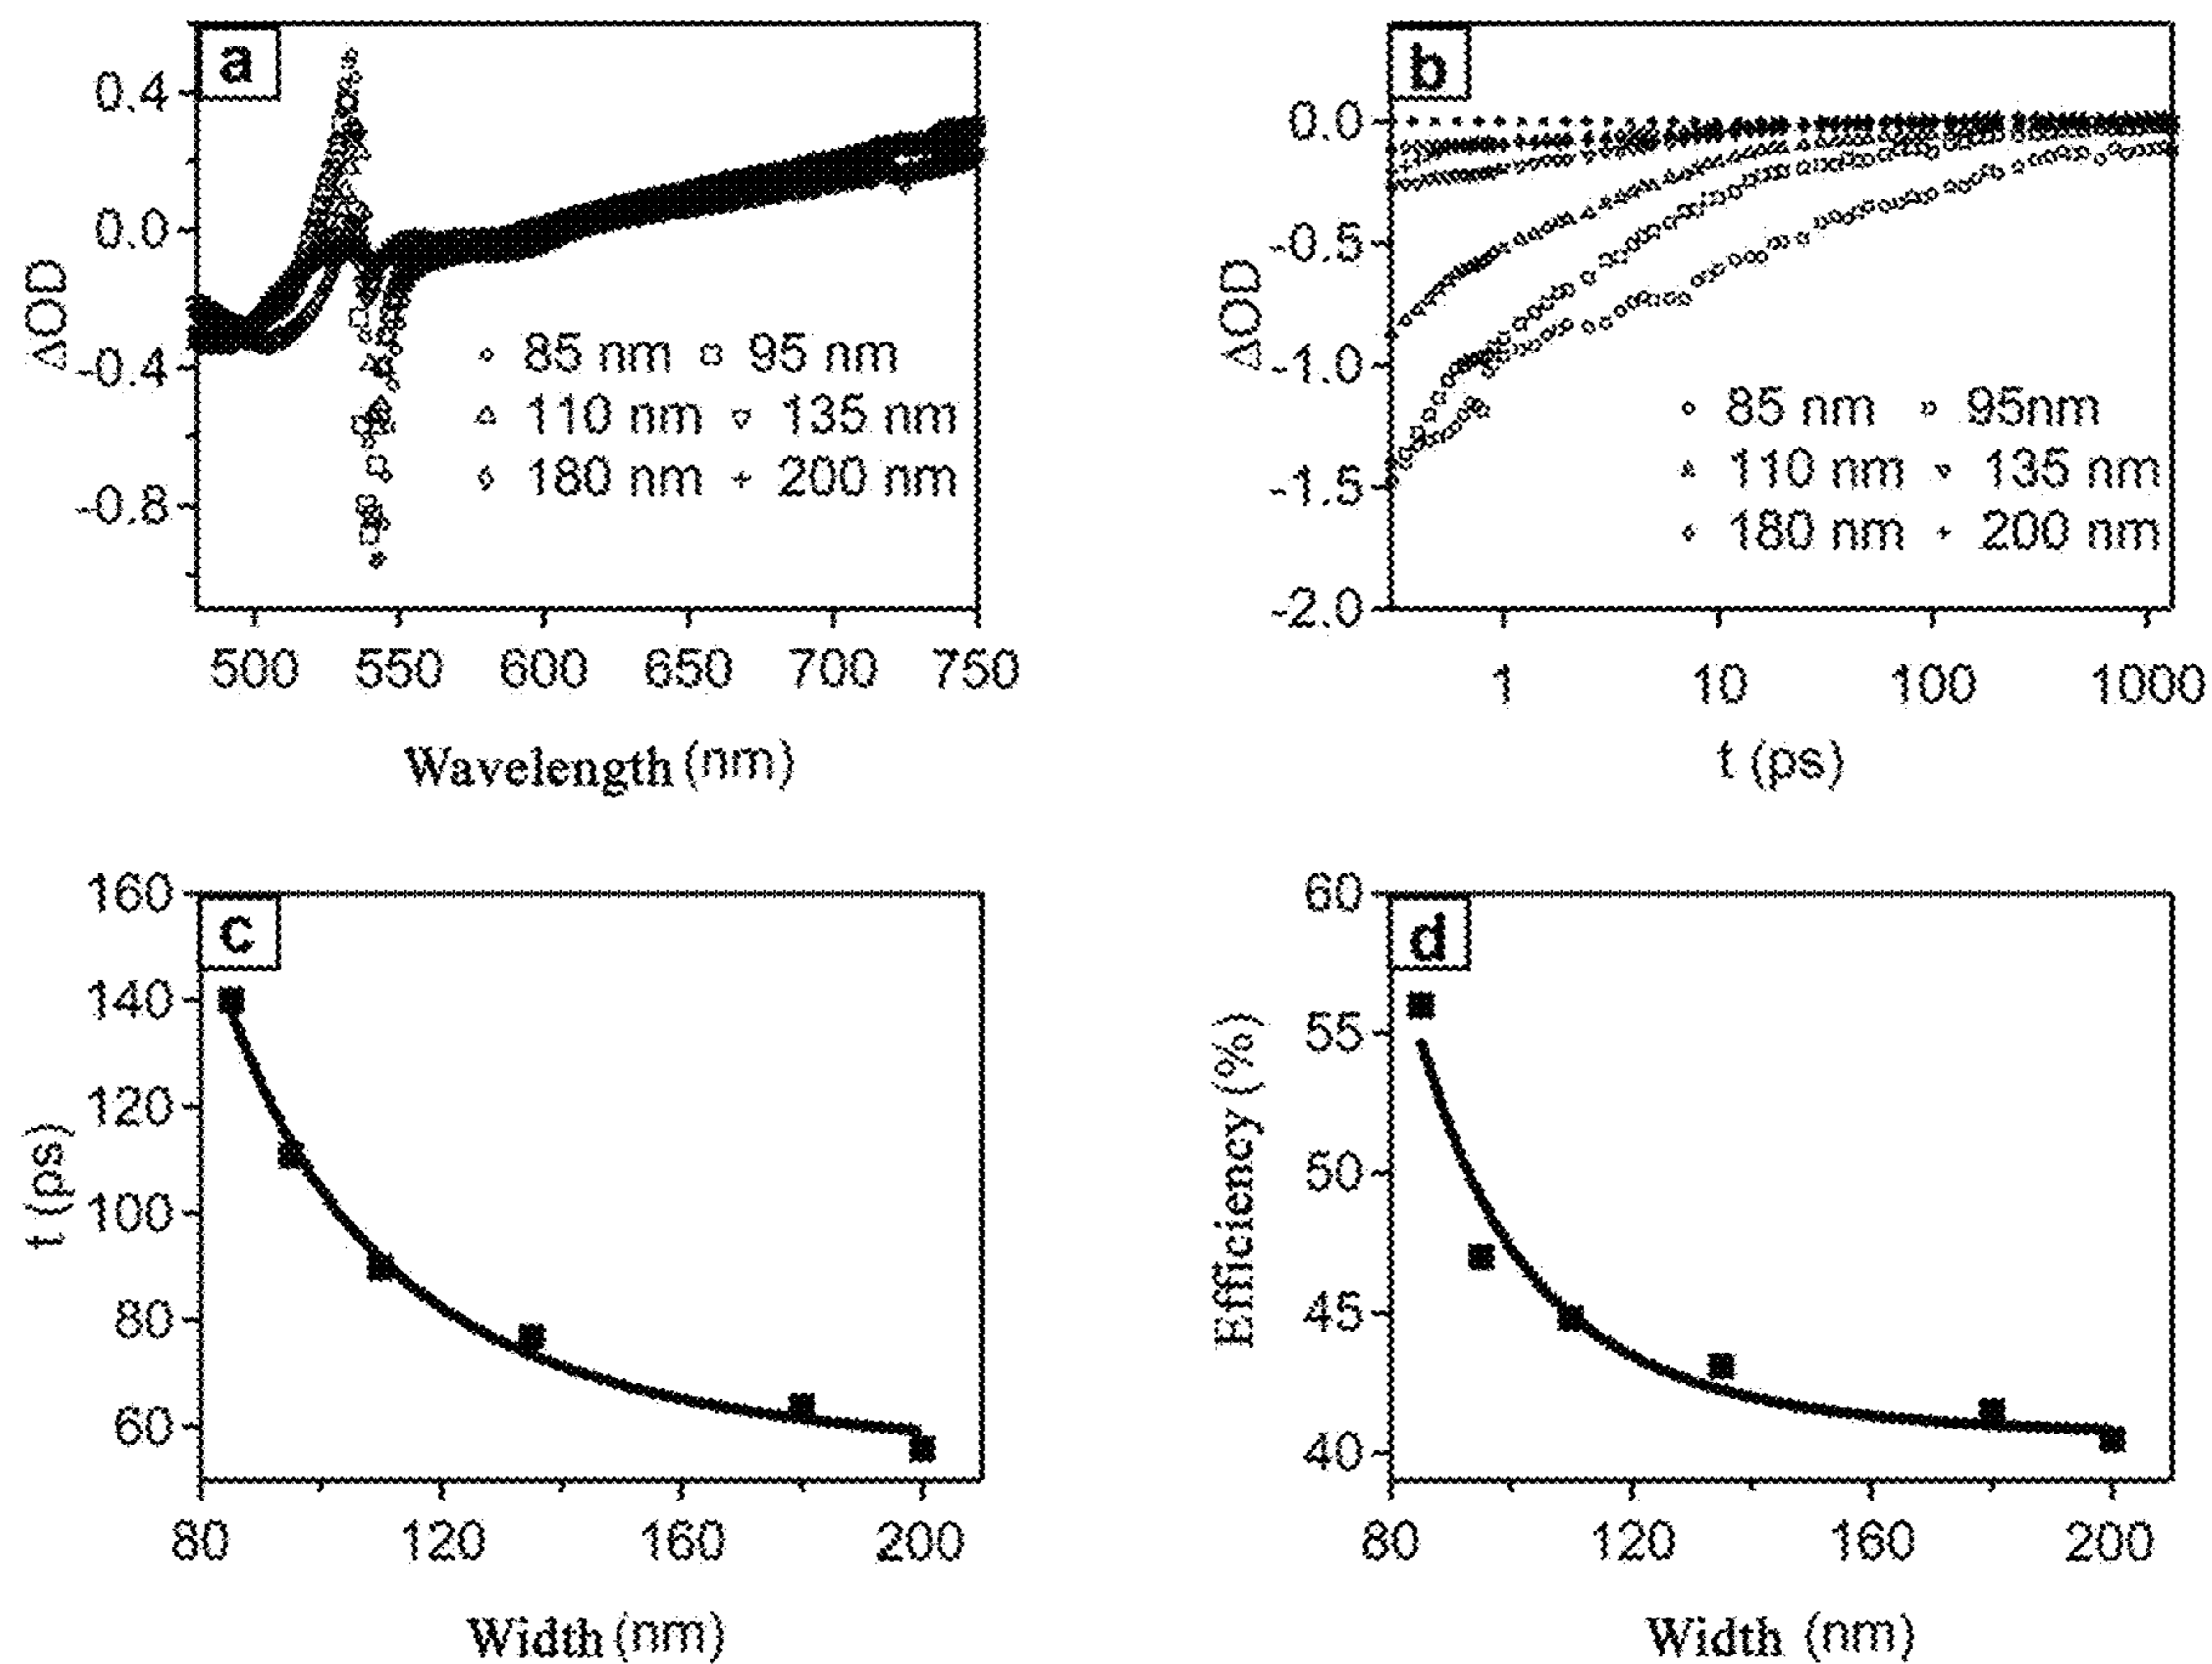 a
0.4
0.0
-0.4
-0.8
ΔOD
85 nm 95 nm
110 nm 135 nm
180 nm 200 nm
500 550 600 650 700 750
Wavelength (nm)
b
0.0
-0.5
-1.0
-1.5
-2.0
ΔOD
85 nm 95nm
110 nm 135 nm
180 nm 200 nm
1 10 100 1000
t (ps)
c
160
140
120
100
80
60
t (ps)
80 120 160 200
Width (nm)
d
60
55
50
45
40
Efficiency (%)
80 120 160 200
Width (nm)